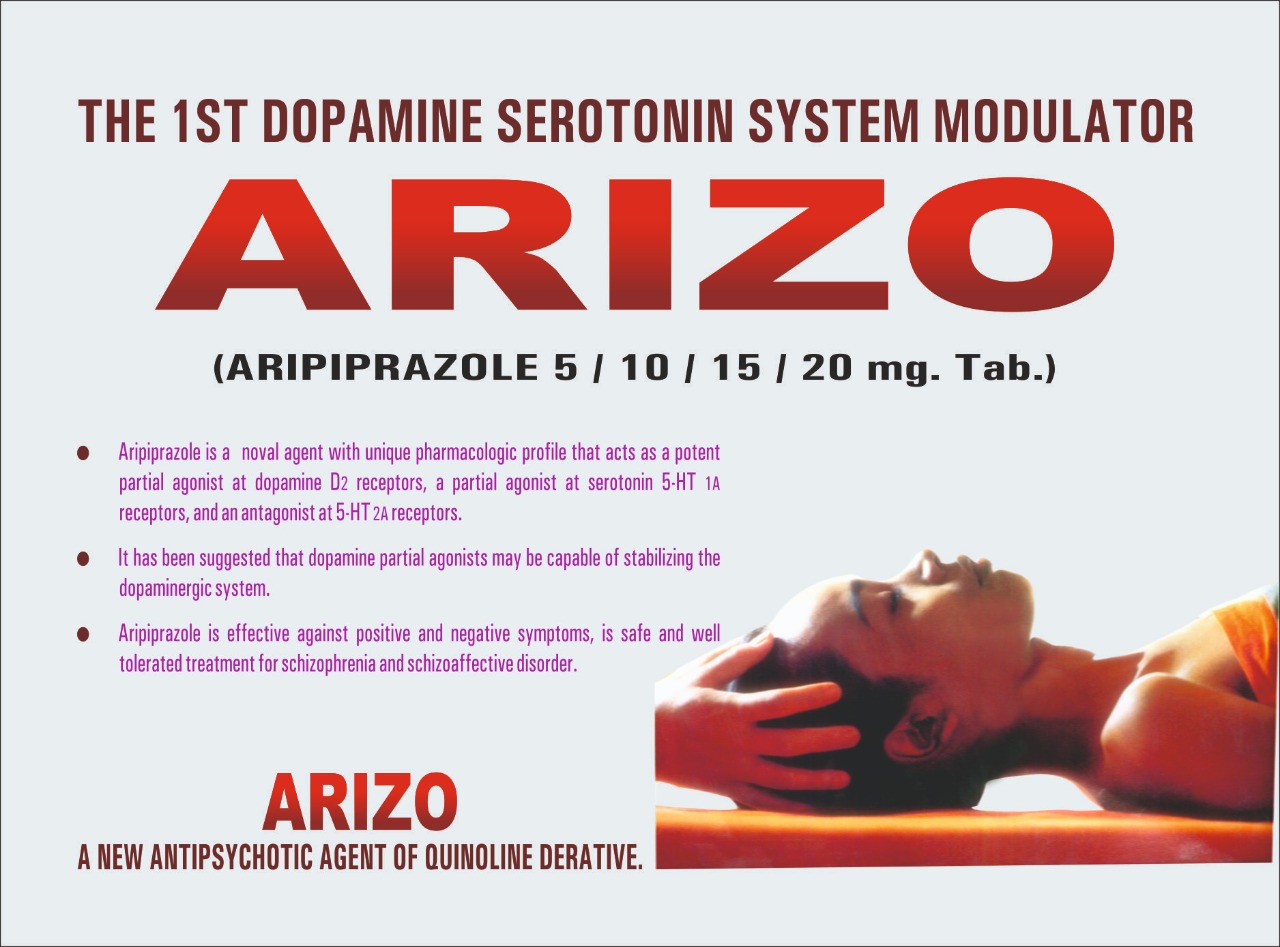 THE 1ST DOPAMINE SEROTONIN SYSTEM MODULATOR
ARIZO
(ARIPIPRAZOLE 5 / 10 / 15 / 20 mg. Tab.)
● Aripiprazole is a noval agent with unique pharmacologic profile that acts as a potent
partial agonist at dopamine D2 receptors, a partial agonist at serotonin 5-HT 1A
receptors, and an antagonist at 5-HT 2A receptors.
● It has been suggested that dopamine partial agonists may be capable of stabilizing the
dopaminergic system.
● Aripiprazole is effective against positive and negative symptoms, is safe and well
tolerated treatment for schizophrenia and schizoaffective disorder.
ARIZO
A NEW ANTIPSYCHOTIC AGENT OF QUINOLINE DERATIVE.